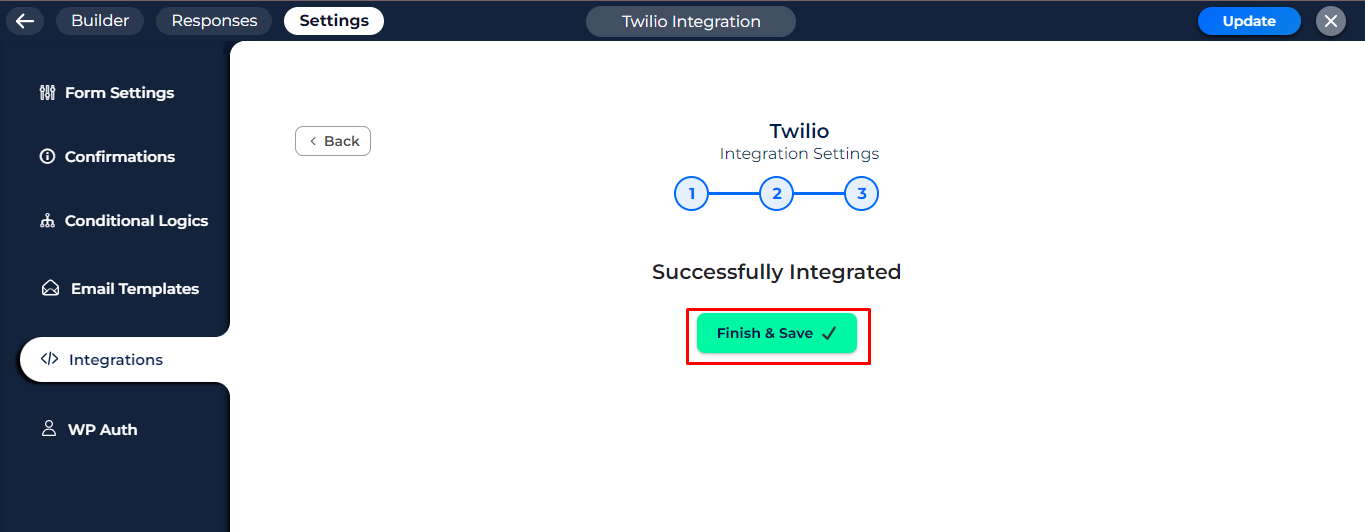 Builder
Responses
Settings
Twilio Integration
Update
Form Settings
Confirmations
Conditional Logics
Email Templates
Integrations
WP Auth
Back
Twilio
Integration Settings
1
2
3
Successfully Integrated
Finish & Save